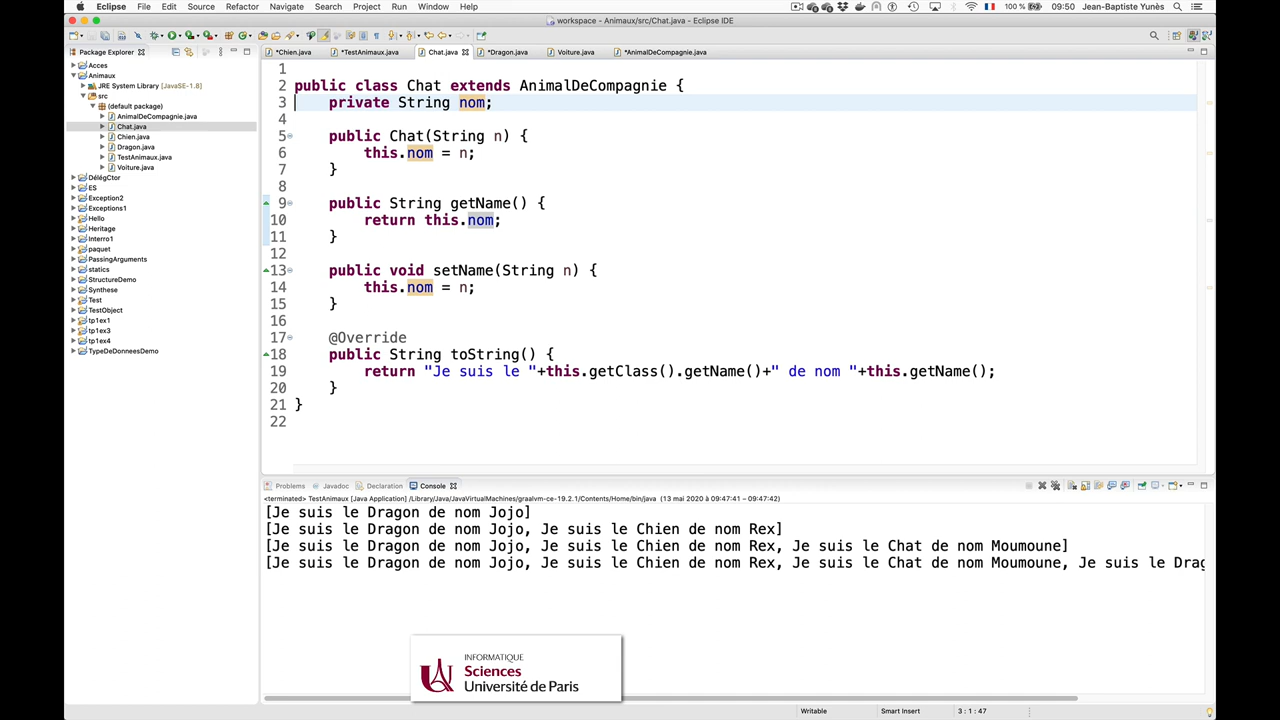 Eclipse File Edit Source Refactor Navigate Search Project Run Window Help 100 % 09:50 Jean-Baptiste Yunès
workspace - Animaux/src/Chat.java - Eclipse IDE
Package Explorer
Acces
Animaux
JRE System Library [JavaSE-1.8]
src
(default package)
AnimalDeCompagnie.java
Chat.java
Chien.java
Dragon.java
TestAnimaux.java
Voiture.java
DélégCtor
ES
Exception2
Exceptions1
Hello
Heritage
Interro1
paquet
PassingArguments
statics
StructureDemo
Synthese
Test
TestObject
tp1ex1
tp1ex3
tp1ex4
TypeDeDonneesDemo
*Chien.java *TestAnimaux.java Chat.java *Dragon.java Voiture.java *AnimalDeCompagnie.java
1
2 public class Chat extends AnimalDeCompagnie {
3 private String nom;
4
5 public Chat(String n) {
6 this.nom = n;
7 }
8
9 public String getName() {
10 return this.nom;
11 }
12
13 public void setName(String n) {
14 this.nom = n;
15 }
16
17 @Override
18 public String toString() {
19 return "Je suis le "+this.getClass().getName()+" de nom "+this.getName();
20 }
21 }
22
Problems Javadoc Declaration Console
<terminated> TestAnimaux [Java Application] /Library/Java/JavaVirtualMachines/graalvm-ce-19.2.1/Contents/Home/bin/java (13 mai 2020 à 09:47:41 – 09:47:42)
[Je suis le Dragon de nom Jojo]
[Je suis le Dragon de nom Jojo, Je suis le Chien de nom Rex]
[Je suis le Dragon de nom Jojo, Je suis le Chien de nom Rex, Je suis le Chat de nom Moumoune]
[Je suis le Dragon de nom Jojo, Je suis le Chien de nom Rex, Je suis le Chat de nom Moumoune, Je suis le Drag
INFORMATIQUE
Sciences
Université de Paris
Writable Smart Insert 3 : 1 : 47